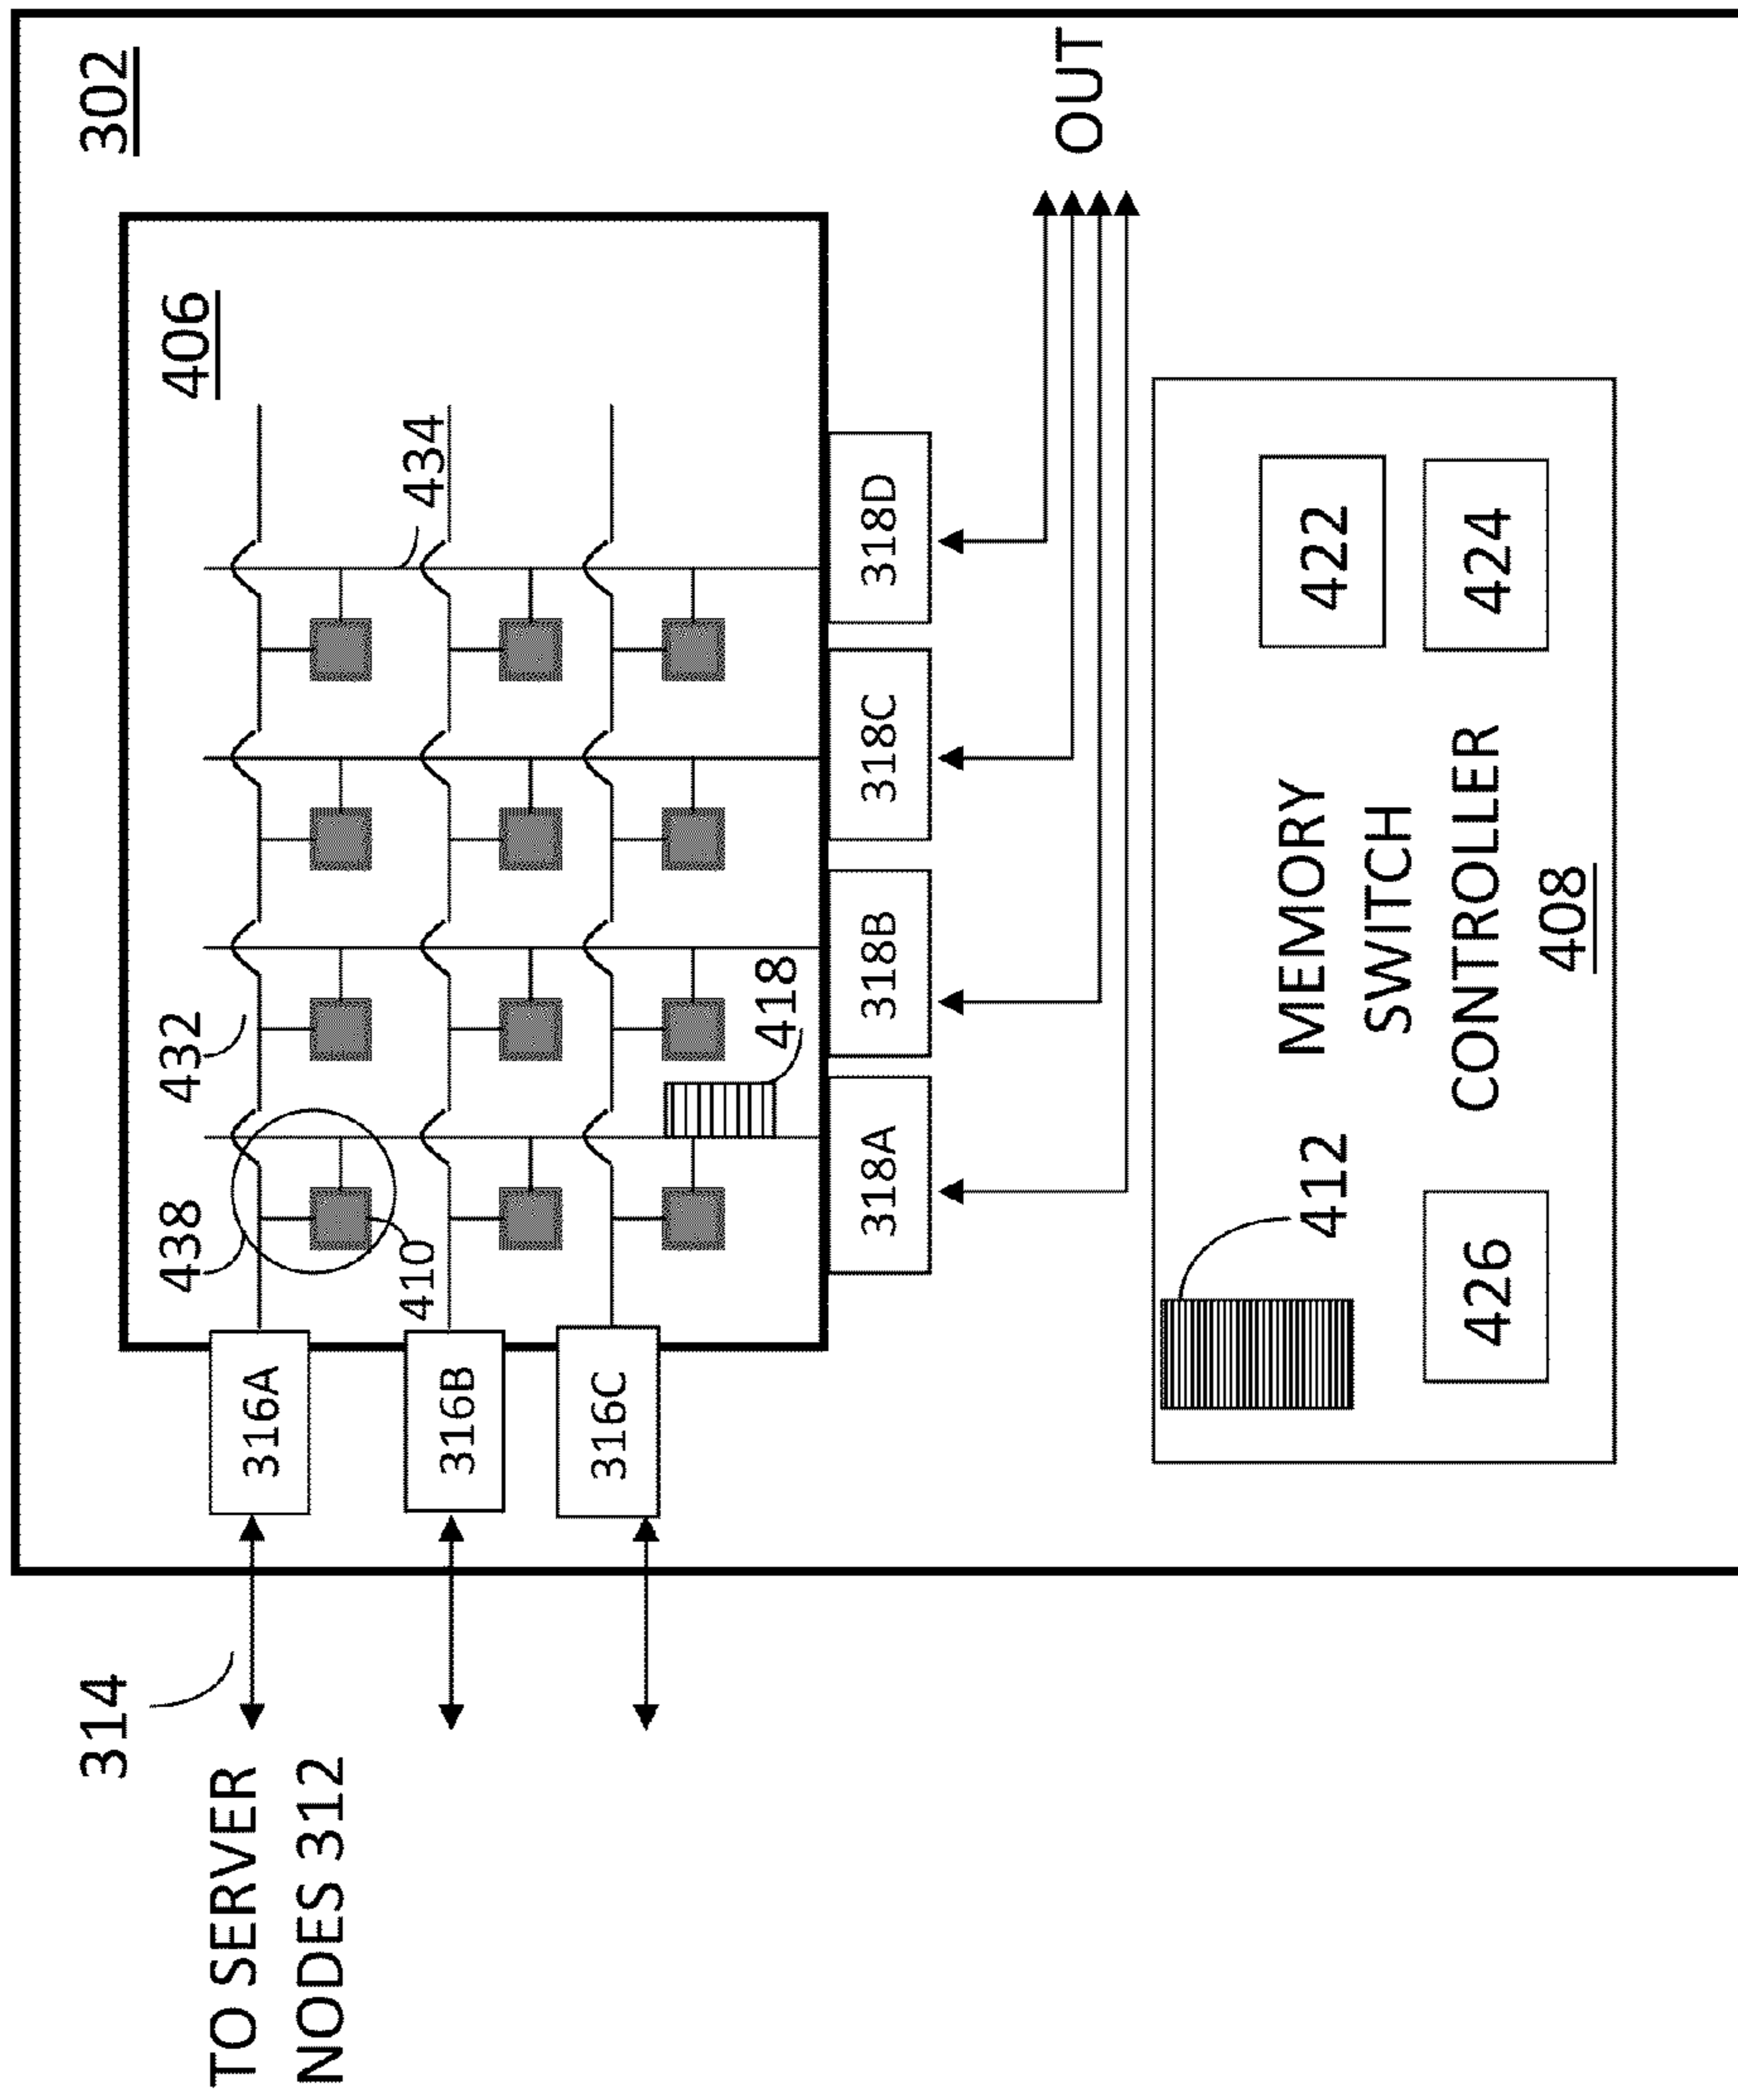 302
406
434
432
438
410
418
316A
316B
316C
314
TO SERVER
NODES 312
318A
318B
318C
318D
OUT
412
MEMORY
SWITCH
CONTROLLER
408
422
424
426